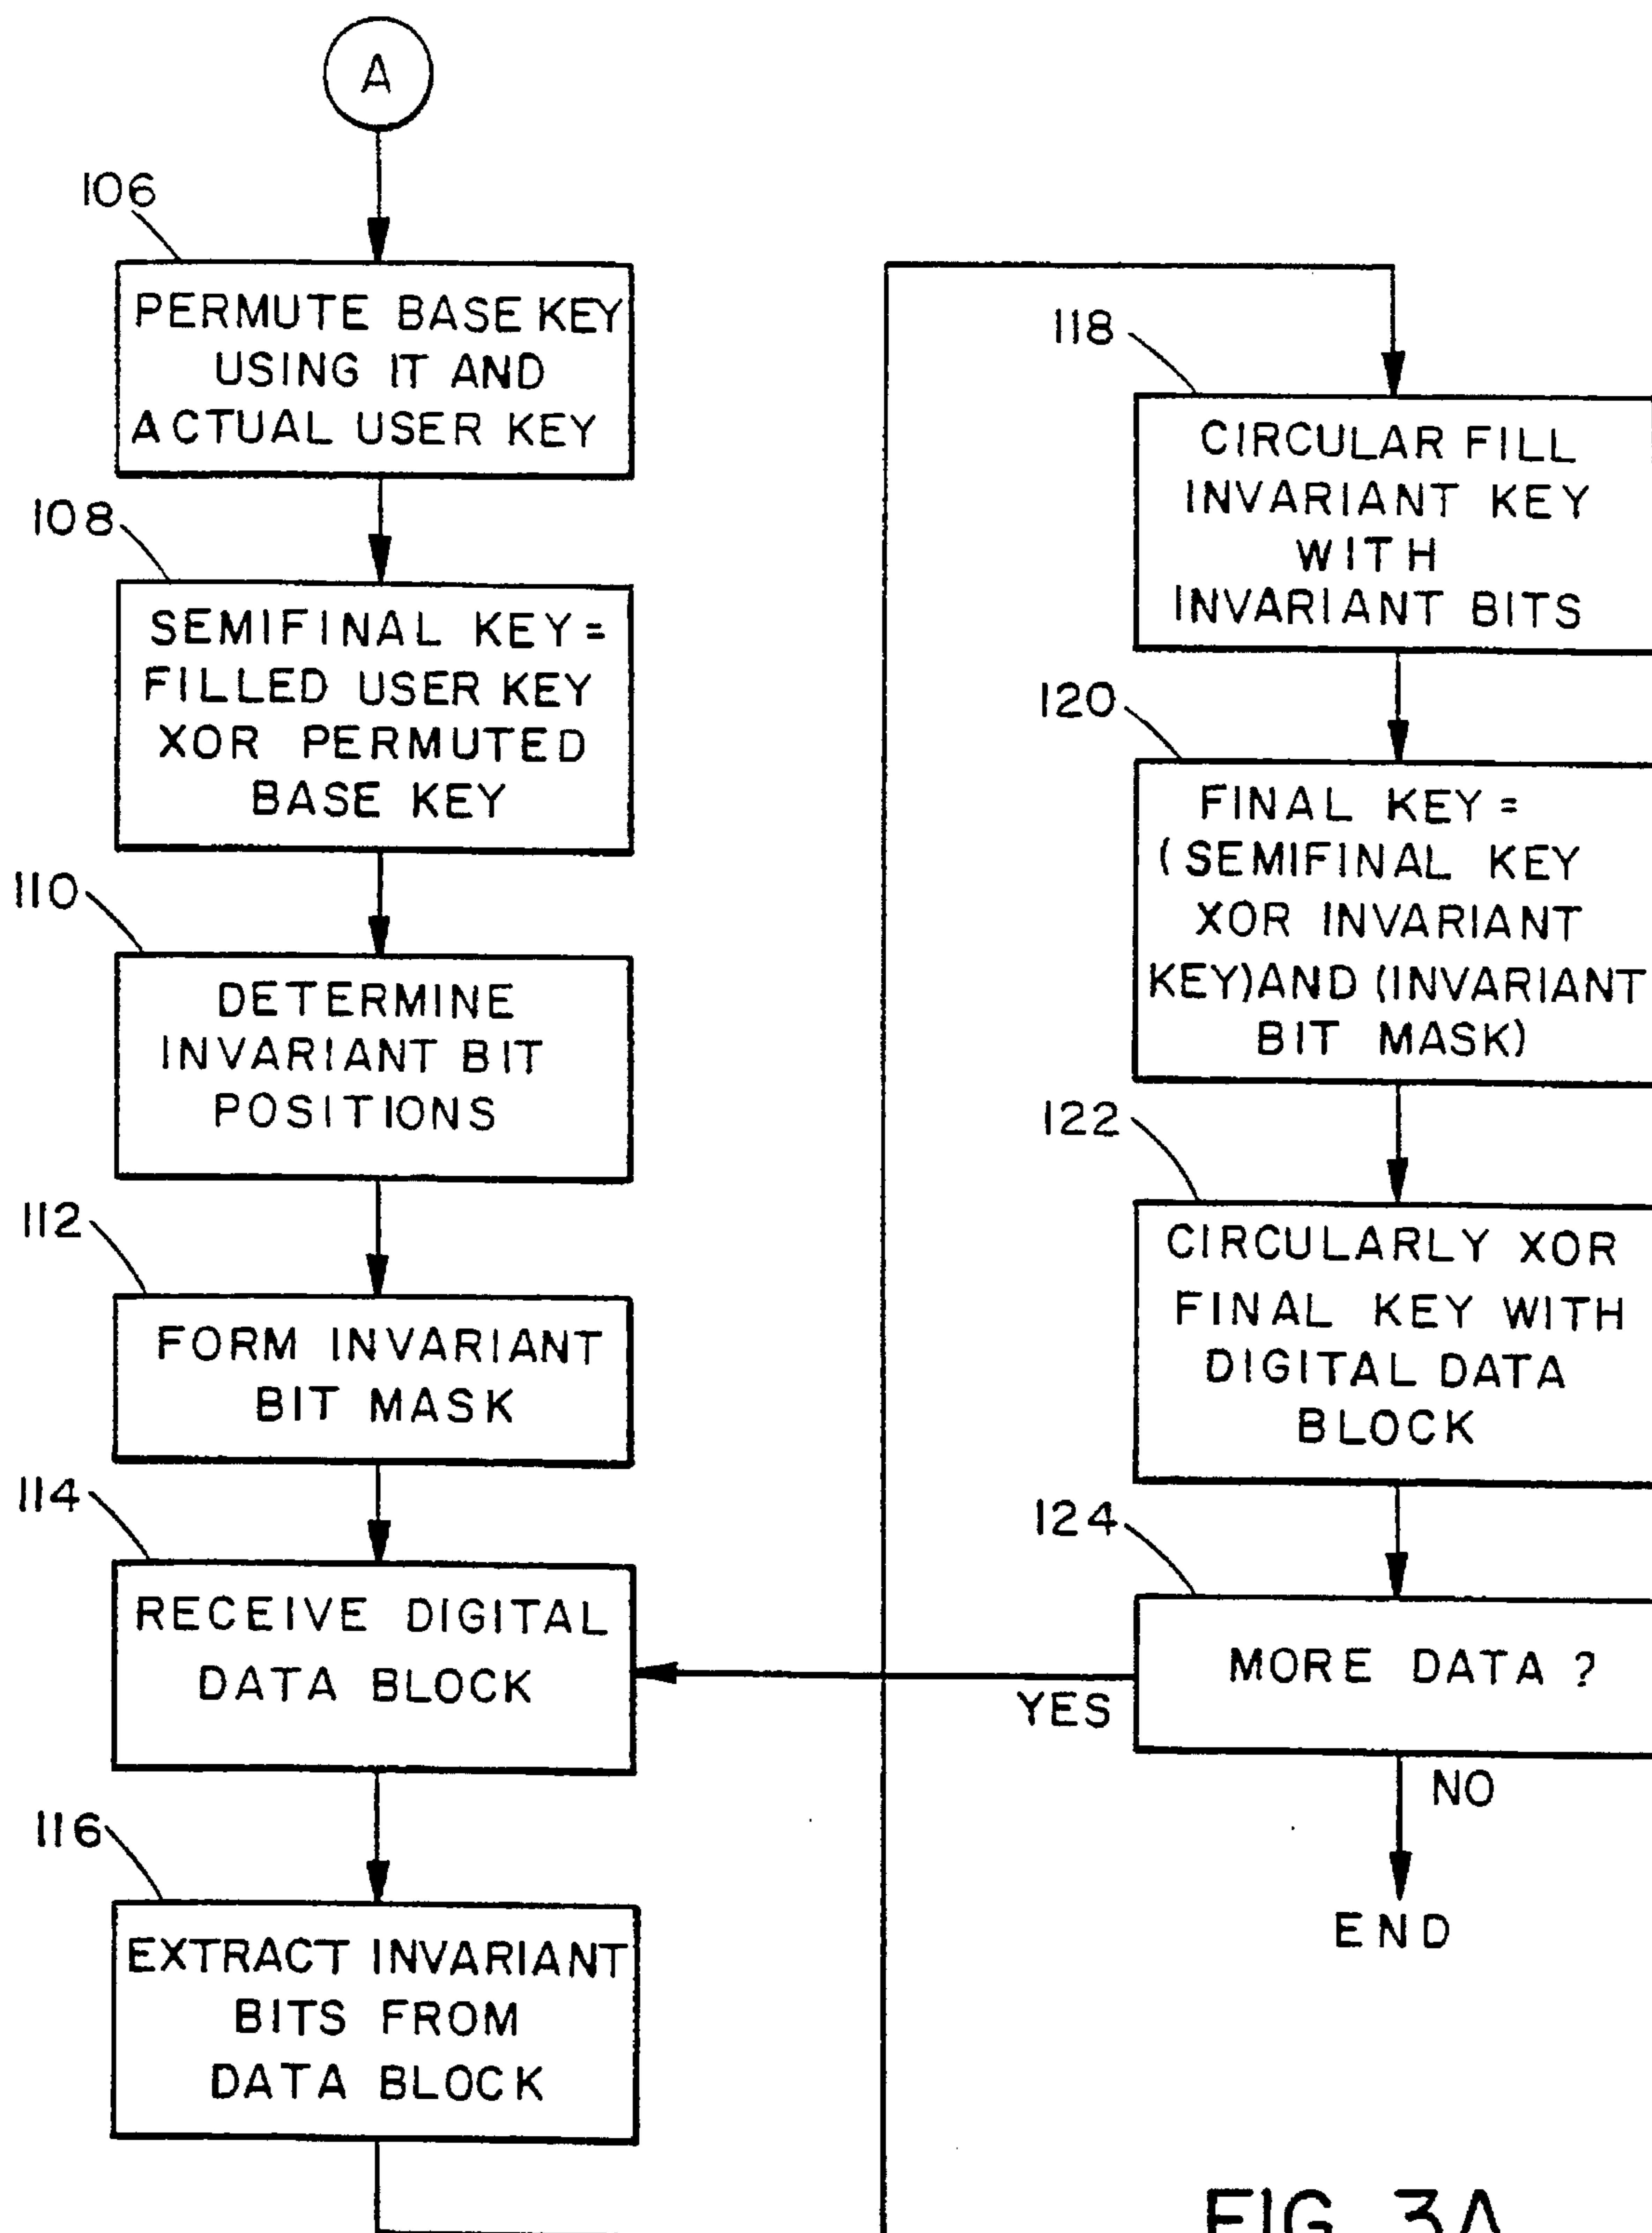 A
106
PERMUTE BASE KEY
USING IT AND
ACTUAL USER KEY
108
SEMIFINAL KEY=
FILLED USER KEY
XOR PERMUTED
BASE KEY
110
DETERMINE
INVARIANT BIT
POSITIONS
112
FORM INVARIANT
BIT MASK
114
RECEIVE DIGITAL
DATA BLOCK
116
EXTRACT INVARIANT
BITS FROM
DATA BLOCK
118
CIRCULAR FILL
INVARIANT KEY
WITH
INVARIANT BITS
120
FINAL KEY =
(SEMIFINAL KEY
XOR INVARIANT
KEY)AND (INVARIANT
BIT MASK)
122
CIRCULARLY XOR
FINAL KEY WITH
DIGITAL DATA
BLOCK
124
MORE DATA ?
YES
NO
END
FIG. 3A